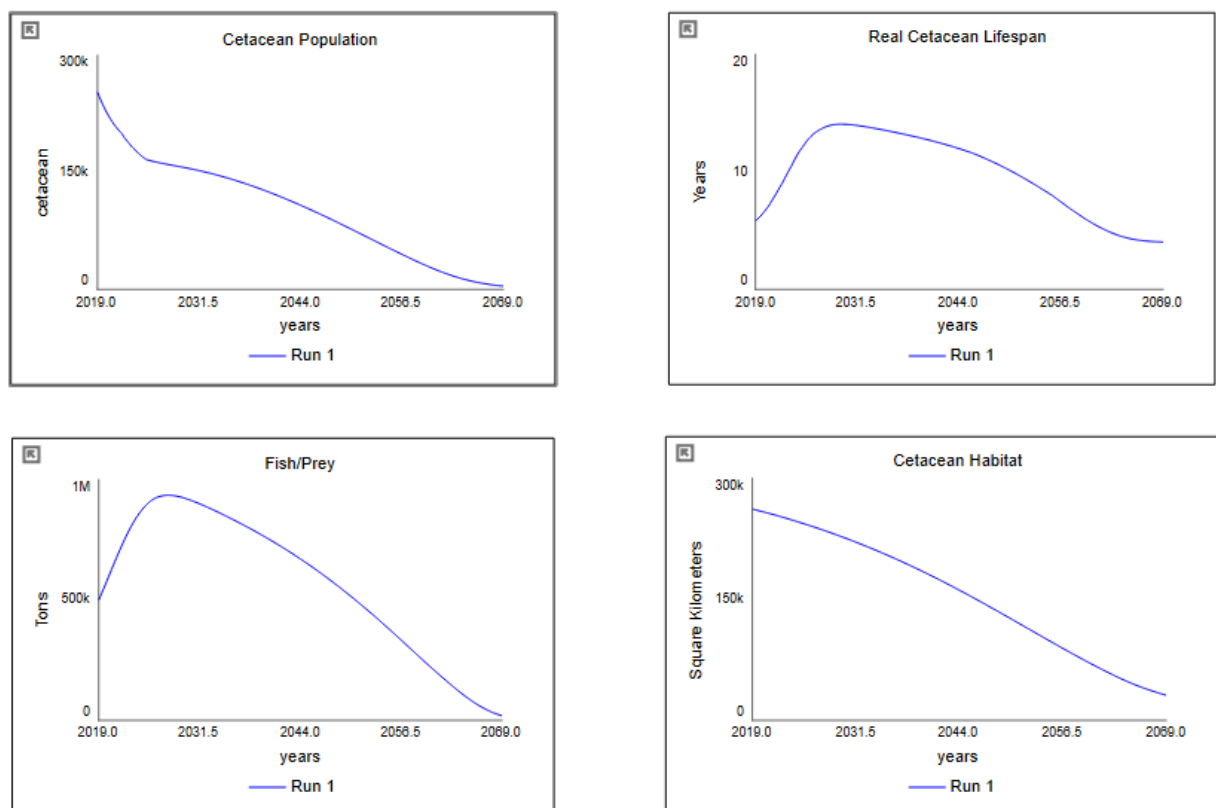 Cetacean Population
300k
150k
0
cetacean
2019.0 2031.5 2044.0 2056.5 2069.0
years
Run 1
Real Cetacean Lifespan
20
10
0
Years
2019.0 2031.5 2044.0 2056.5 2069.0
years
Run 1
Fish/Prey
1M
500k
0
Tons
2019.0 2031.5 2044.0 2056.5 2069.0
years
Run 1
Cetacean Habitat
300k
150k
0
Square Kilometers
2019.0 2031.5 2044.0 2056.5 2069.0
years
Run 1